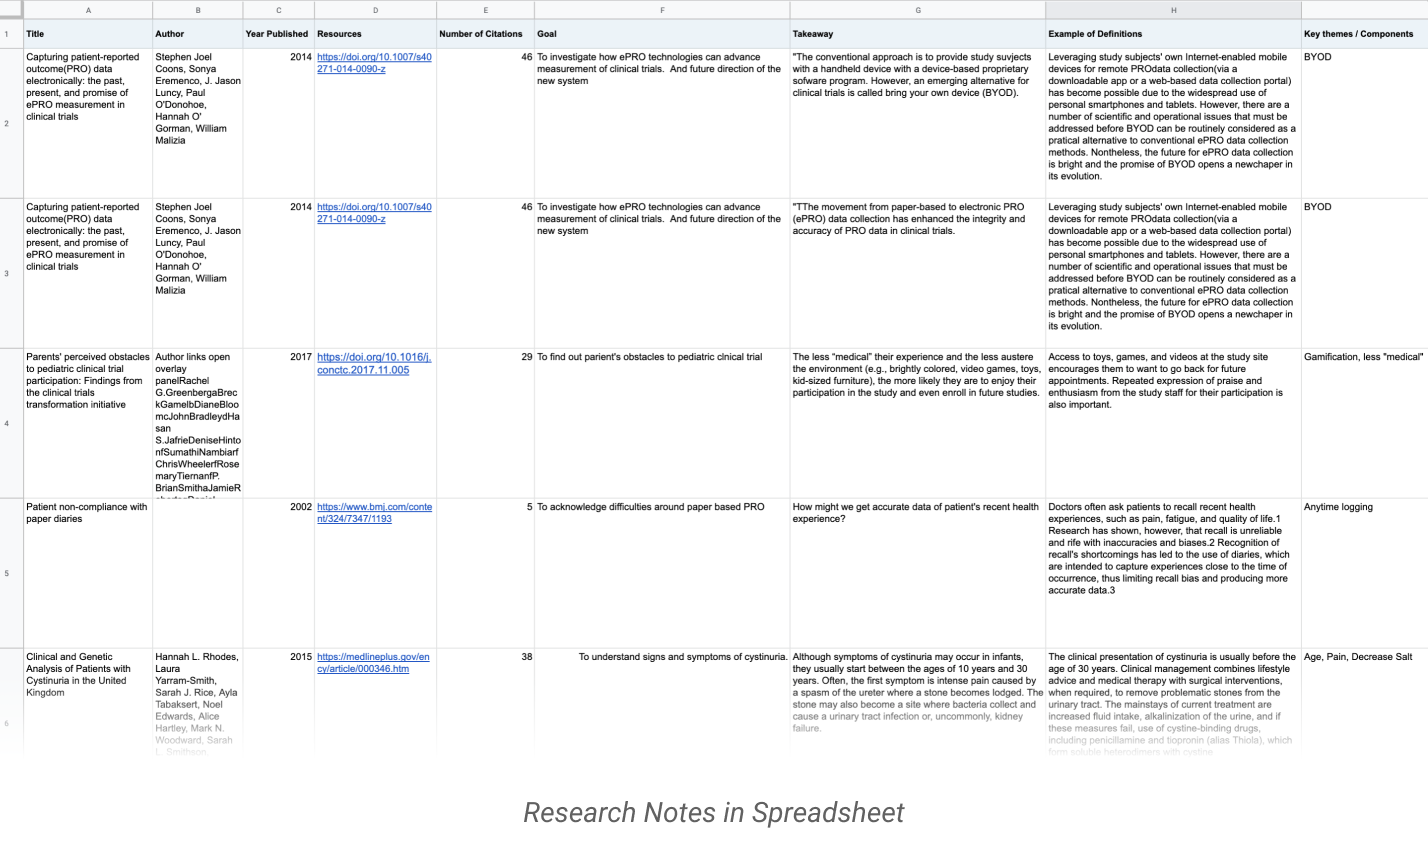 A B C D E F G H
1 Title Author Year Published Resources Number of Citations Goal Takeaway Example of Definitions Key themes / Components
2
Capturing patient-reported
outcome(PRO) data
electronically: the past,
present, and promise of
ePRO measurement in
clinical trials
Stephen Joel
Coons, Sonya
Eremenco, J. Jason
Luncy, Paul
O'Donohoe,
Hannah O'
Gorman, William
Malizia
2014
https://doi.org/10.1007/s40
271-014-0090-z
46
To investigate how ePRO technologies can advance
measurement of clinical trials.  And future direction of the
new system
"The conventional approach is to provide study suvjects
with a handheld device with a device-based proprietary
sofware program. However, an emerging alternative for
clinical trials is called bring your own device (BYOD).
Leveraging study subjects' own Internet-enabled mobile
devices for remote PROdata collection(via a
downloadable app or a web-based data collection portal)
has become possible due to the widespread use of
personal smartphones and tablets. However, there are a
number of scientific and operational issues that must be
addressed before BYOD can be routinely considered as a
pratical alternative to conventional ePRO data collection
methods. Nontheless, the future for ePRO data collection
is bright and the promise of BYOD opens a newchaper in
its evolution.
BYOD
3
Capturing patient-reported
outcome(PRO) data
electronically: the past,
present, and promise of
ePRO measurement in
clinical trials
Stephen Joel
Coons, Sonya
Eremenco, J. Jason
Luncy, Paul
O'Donohoe,
Hannah O'
Gorman, William
Malizia
2014
https://doi.org/10.1007/s40
271-014-0090-z
46
To investigate how ePRO technologies can advance
measurement of clinical trials.  And future direction of the
new system
"TThe movement from paper-based to electronic PRO
(ePRO) data collection has enhanced the integrity and
accuracy of PRO data in clinical trials.
Leveraging study subjects' own Internet-enabled mobile
devices for remote PROdata collection(via a
downloadable app or a web-based data collection portal)
has become possible due to the widespread use of
personal smartphones and tablets. However, there are a
number of scientific and operational issues that must be
addressed before BYOD can be routinely considered as a
pratical alternative to conventional ePRO data collection
methods. Nontheless, the future for ePRO data collection
is bright and the promise of BYOD opens a newchaper in
its evolution.
BYOD
4
Parents' perceived obstacles
to pediatric clinical trial
participation: Findings from
the clinical trials
transformation initiative
Author links open
overlay
panelRachel
G.GreenbergaBrec
kGamelbDianeBloo
mcJohnBradleydHa
san
S.JafrieDeniseHinto
nfSumathiNambiarf
ChrisWheelerfRose
maryTiernanfP.
BrianSmithaJamieR
2017
https://doi.org/10.1016/j.
conctc.2017.11.005
29
To find out parient's obstacles to pediatric clnical trial
The less “medical” their experience and the less austere
the environment (e.g., brightly colored, video games, toys,
kid-sized furniture), the more likely they are to enjoy their
participation in the study and even enroll in future studies.
Access to toys, games, and videos at the study site
encourages them to want to go back for future
appointments. Repeated expression of praise and
enthusiasm from the study staff for their participation is
also important.
Gamification, less "medical"
5
Patient non-compliance with
paper diaries
2002
https://www.bmj.com/conte
nt/324/7347/1193
5
To acknowledge difficulties around paper based PRO
How might we get accurate data of patient's recent health
experience?
Doctors often ask patients to recall recent health
experiences, such as pain, fatigue, and quality of life.1
Research has shown, however, that recall is unreliable
and rife with inaccuracies and biases.2 Recognition of
recall's shortcomings has led to the use of diaries, which
are intended to capture experiences close to the time of
occurrence, thus limiting recall bias and producing more
accurate data.3
Anytime logging
6
Clinical and Genetic
Analysis of Patients with
Cystinuria in the United
Kingdom
Hannah L. Rhodes,
Laura
Yarram-Smith,
Sarah J. Rice, Ayla
Tabaksert, Noel
Edwards, Alice
Hartley, Mark N.
Woodward, Sarah
L. Smithson,
2015
https://medlineplus.gov/en
cy/article/000346.htm
38
To understand signs and symptoms of cystinuria.
Although symptoms of cystinuria may occur in infants,
they usually start between the ages of 10 years and 30
years. Often, the first symptom is intense pain caused by
a spasm of the ureter where a stone becomes lodged. The
stone may also become a site where bacteria collect and
cause a urinary tract infection or, uncommonly, kidney
failure.
The clinical presentation of cystinuria is usually before the
age of 30 years. Clinical management combines lifestyle
advice and medical therapy with surgical interventions,
when required, to remove problematic stones from the
urinary tract. The mainstays of current treatment are
increased fluid intake, alkalinization of the urine, and if
these measures fail, use of cystine-binding drugs,
including penicillamine and tiopronin (alias Thiola), which
form soluble heterodimers with cystine
Age, Pain, Decrease Salt
Research Notes in Spreadsheet